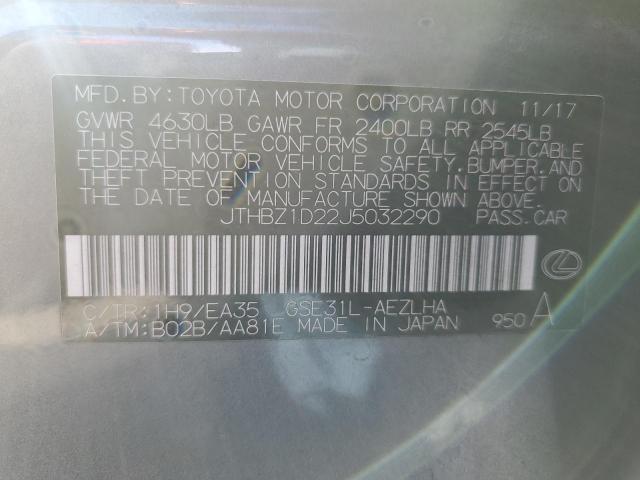 MFD.BY:TOYOTA MOTOR CORPORATION 11/17
GVWR 4630LB GAWR FR 2400LB RR 2545LB
THIS VEHICLE CONFORMS TO ALL APPLICABLE
FEDERAL MOTOR VEHICLE SAFETY,BUMPER,AND
THEFT PREVENTION STANDARDS IN EFFECT ON
THE DATE OF MANUFACTURE SHOWN ABOVE.
JTHBZ1D22J5032290 PASS.CAR
C/TR:1H9/EA35 GSE31L-AEZLHA
A/TM:B02B/AA81E MADE IN JAPAN 950 A